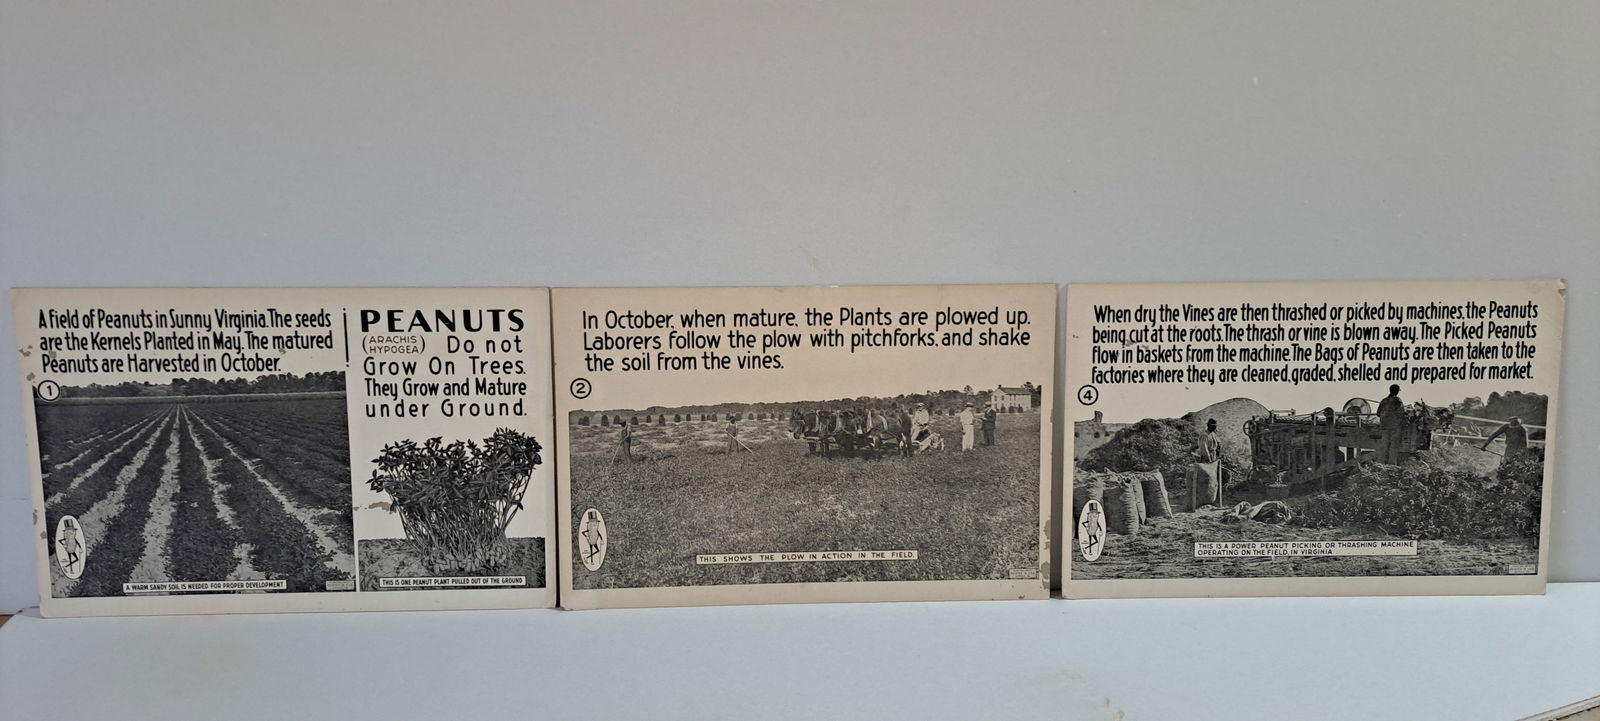 A field of Peanuts in Sunny Virginia. The seeds
are the Kernels Planted in May. The matured
Peanuts are Harvested in October.
1
A WARM SANDY SOIL IS NEEDED FOR PROPER DEVELOPMENT
PEANUTS
(ARACHIS HYPOGEA) Do not
Grow On Trees.
They Grow and Mature
under Ground.
THIS IS ONE PEANUT PLANT PULLED OUT OF THE GROUND
In October, when mature, the Plants are plowed up.
Laborers follow the plow with pitchforks, and shake
the soil from the vines.
2
THIS SHOWS THE PLOW IN ACTION IN THE FIELD.
When dry the Vines are then thrashed or picked by machines, the Peanuts
being cut at the roots. The thrash or vine is blown away. The Picked Peanuts
flow in baskets from the machine. The Bags of Peanuts are then taken to the
factories where they are cleaned, graded, shelled and prepared for market.
4
THIS IS A POWER PEANUT PICKING OR THRASHING MACHINE
OPERATING ON THE FIELD, IN VIRGINIA